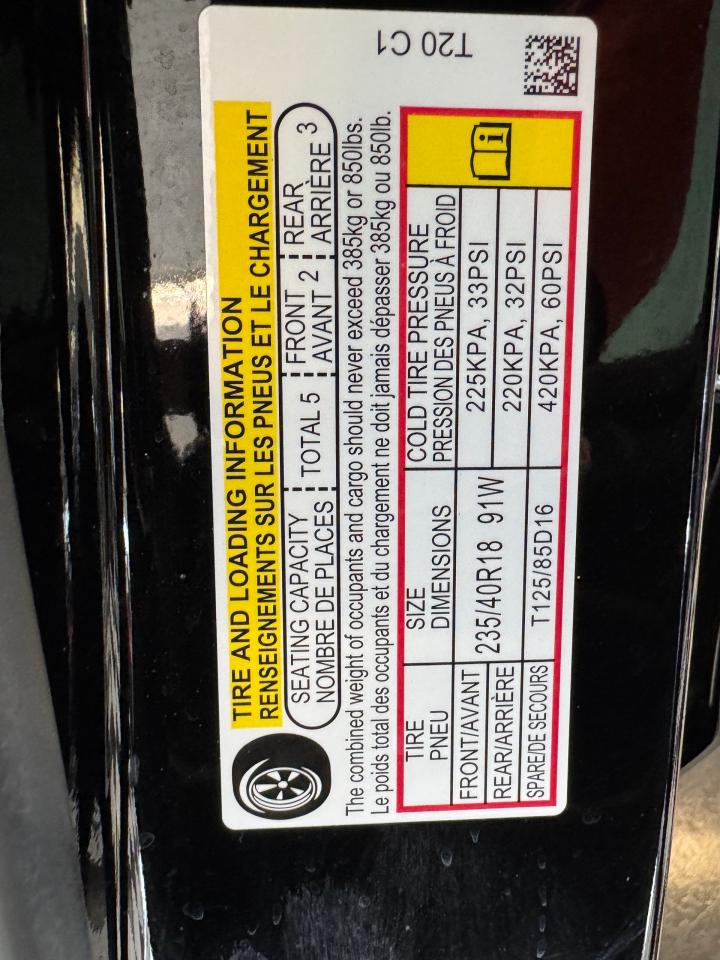 TIRE AND LOADING INFORMATION
RENSEIGNEMENTS SUR LES PNEUS ET LE CHARGEMENT
SEATING CAPACITY
NOMBRE DE PLACES
TOTAL 5
FRONT
AVANT 2
REAR
ARRIÈRE 3
The combined weight of occupants and cargo should never exceed 385kg or 850lbs.
Le poids total des occupants et du chargement ne doit jamais dépasser 385kg ou 850lb.
TIRE
PNEU
SIZE
DIMENSIONS
COLD TIRE PRESSURE
PRESSION DES PNEUS À FROID
FRONT/AVANT
235/40R18 91W
225KPA, 33PSI
REAR/ARRIÈRE
220KPA, 32PSI
SPARE/DE SECOURS
T125/85D16
420KPA, 60PSI
i
T20 C1